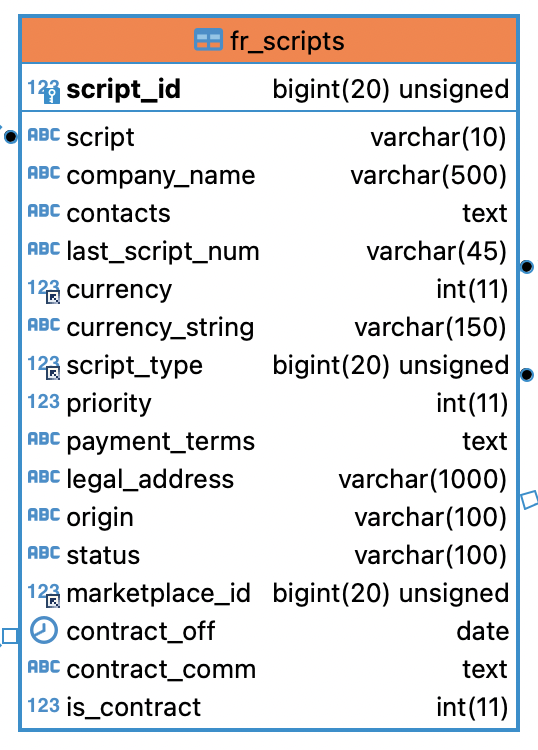 fr_scripts
123 script_id bigint(20) unsigned
ABC script varchar(10)
ABC company_name varchar(500)
ABC contacts text
ABC last_script_num varchar(45)
123 currency int(11)
ABC currency_string varchar(150)
123 script_type bigint(20) unsigned
123 priority int(11)
ABC payment_terms text
ABC legal_address varchar(1000)
ABC origin varchar(100)
ABC status varchar(100)
123 marketplace_id bigint(20) unsigned
contract_off date
ABC contract_comm text
123 is_contract int(11)